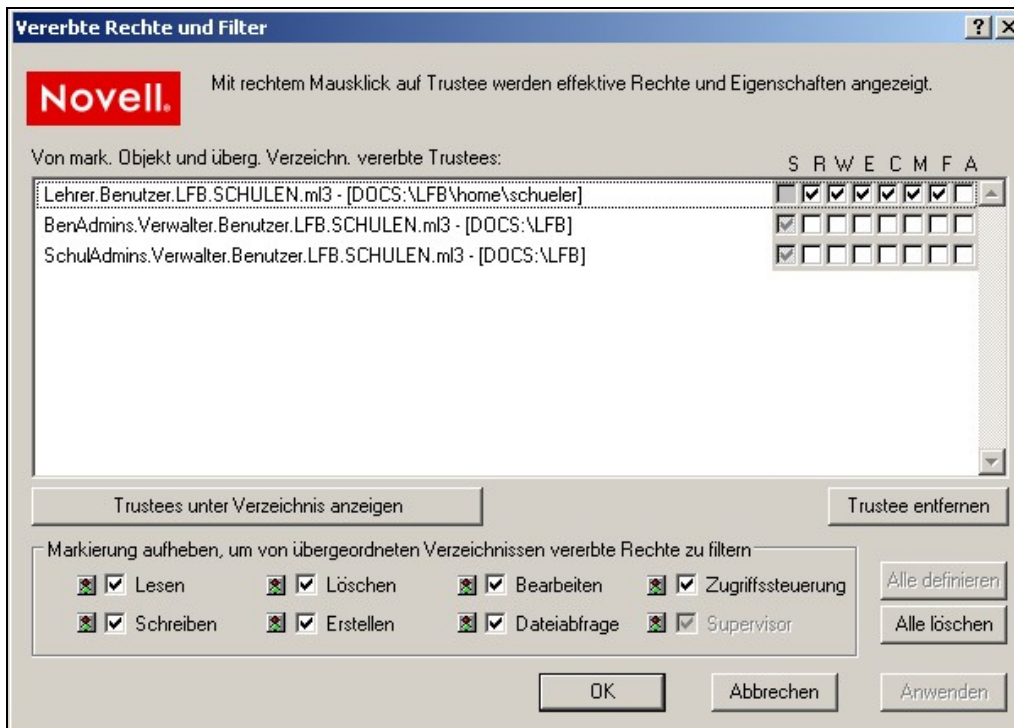 Vererbte Rechte und Filter
Novell.
Mit rechtem Mausklick auf Trustee werden effektive Rechte und Eigenschaften angezeigt.
Von mark. Objekt und überg. Verzeichn. vererbte Trustees:
S R W E C M F A
Lehrer.Benutzer.LFB.SCHULEN.ml3 - [DOCS:\LFB\home\schueler]
BenAdmins.Verwalter.Benutzer.LFB.SCHULEN.ml3 - [DOCS:\LFB]
SchulAdmins.Verwalter.Benutzer.LFB.SCHULEN.ml3 - [DOCS:\LFB]
Trustees unter Verzeichnis anzeigen
Trustee entfernen
Markierung aufheben, um von übergeordneten Verzeichnissen vererbte Rechte zu filtern
Lesen Löschen Bearbeiten Zugriffssteuerung
Alle definieren
Schreiben Erstellen Dateiabfrage Supervisor
Alle löschen
OK Abbrechen Anwenden